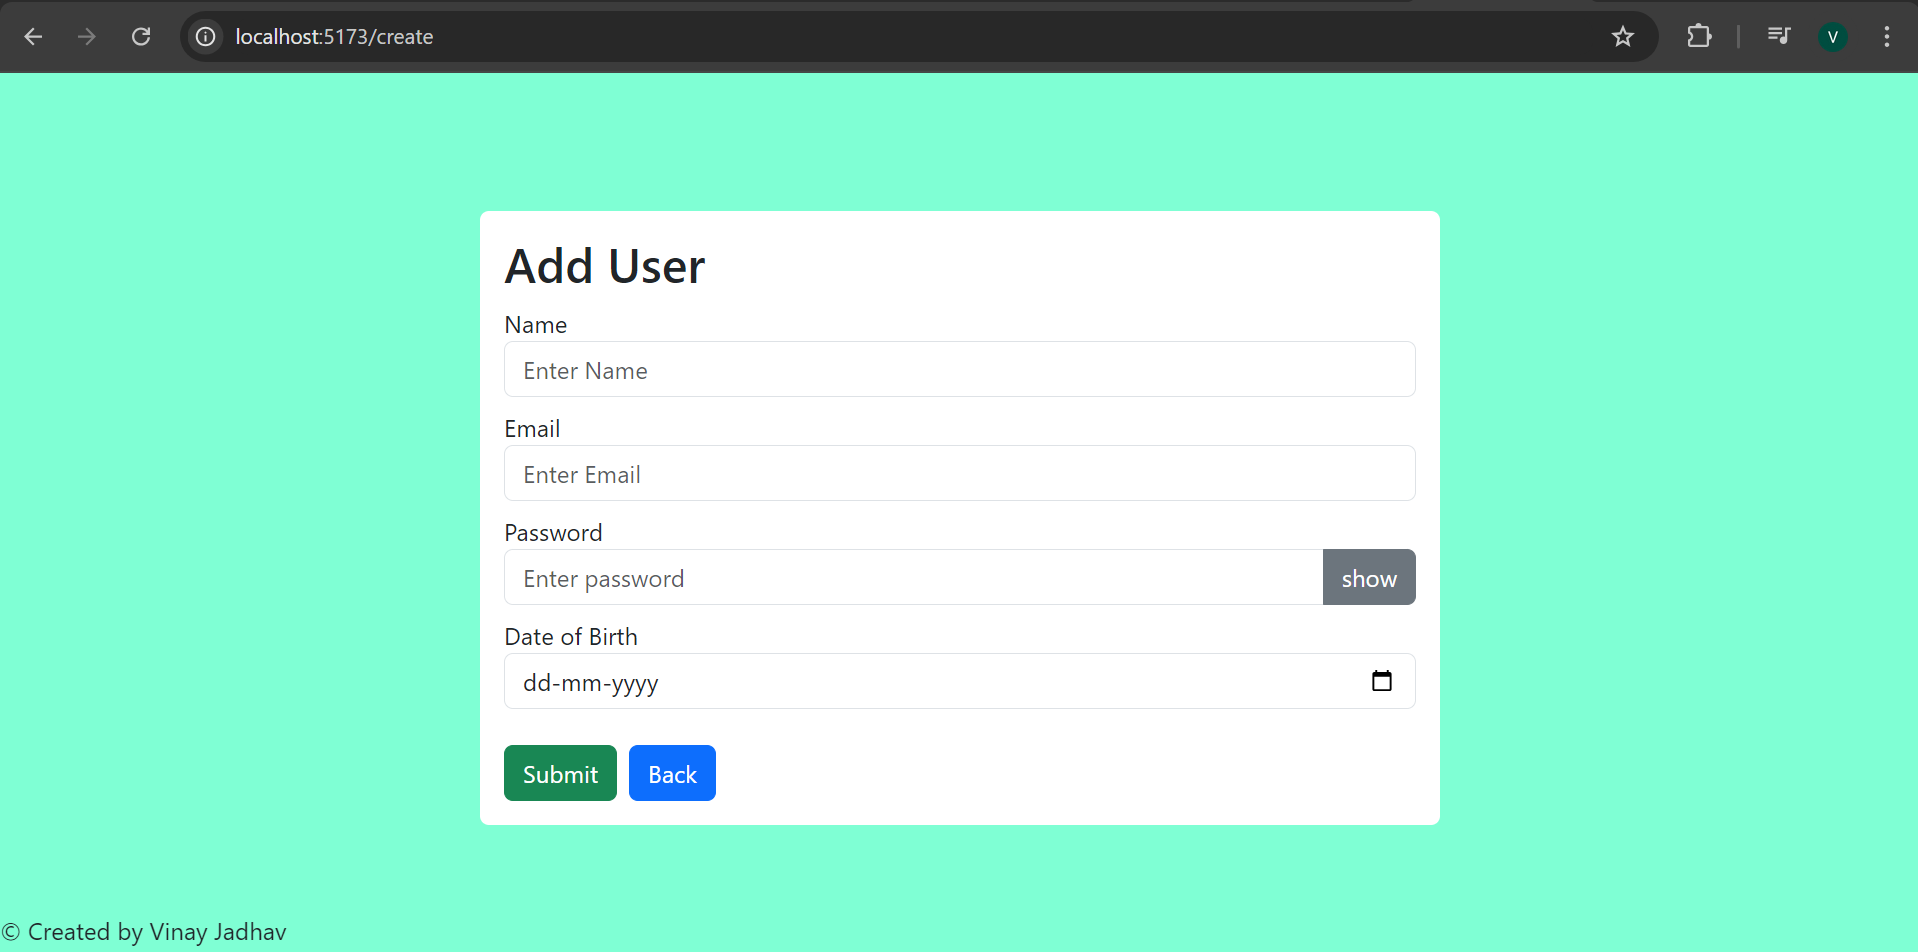 localhost:5173/create
V
Add User
Name
Enter Name
Email
Enter Email
Password
Enter password
show
Date of Birth
dd-mm-yyyy
Submit Back
© Created by Vinay Jadhav